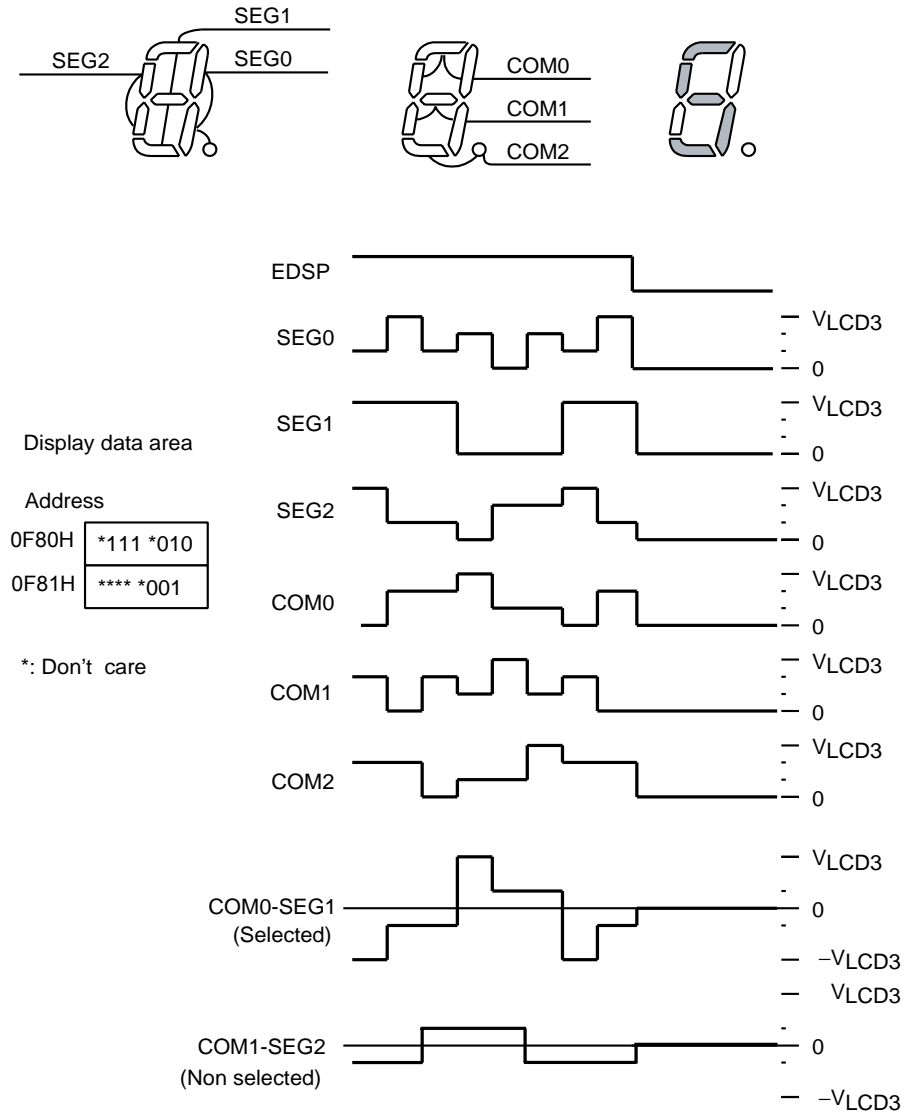 SEG1
SEG2
SEG0
COM0
COM1
COM2
EDSP
SEG0
VLCD3
0
SEG1
VLCD3
0
Display data area
Address
0F80H *111 *010
0F81H **** *001
*: Don't care
SEG2
VLCD3
0
COM0
VLCD3
0
COM1
VLCD3
0
COM2
VLCD3
0
COM0-SEG1
(Selected)
VLCD3
0
−VLCD3
COM1-SEG2
(Non selected)
VLCD3
0
−VLCD3